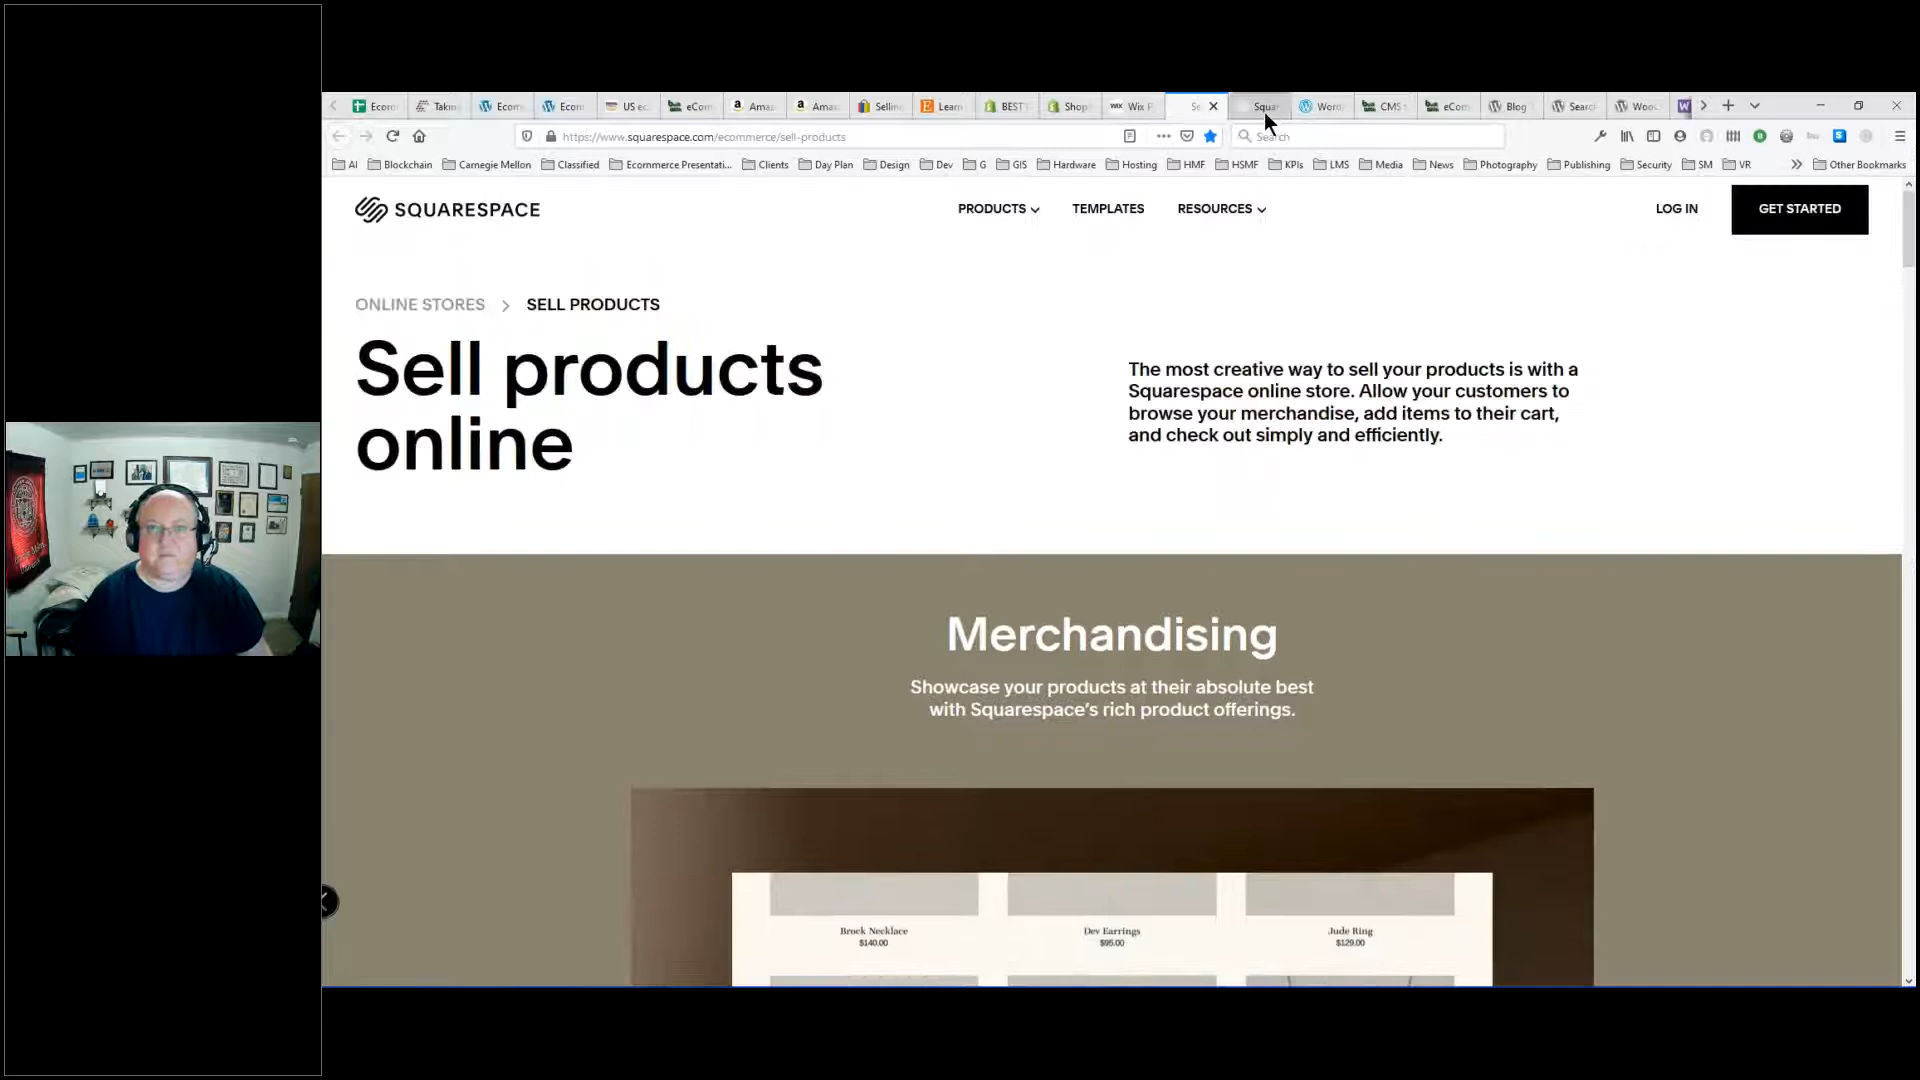 Econ
Takin
Ecom
Ecom
US ec
eCom
Amaz
Amaz
Sellin
Learn
BEST
Shop
WIX Wix P
Se
Squar
Word
CMS
eCom
Blog
Searc
Woo
https://www.squarespace.com/ecommerce/sell-products
Search
AI
Blockchain
Carnegie Mellon
Classified
Ecommerce Presentati...
Clients
Day Plan
Design
Dev
G
GIS
Hardware
Hosting
HMF
HSMF
KPIs
LMS
Media
News
Photography
Publishing
Security
SM
VR
Other Bookmarks
SQUARESPACE
PRODUCTS
TEMPLATES
RESOURCES
LOG IN
GET STARTED
ONLINE STORES > SELL PRODUCTS
Sell products
online
The most creative way to sell your products is with a
Squarespace online store. Allow your customers to
browse your merchandise, add items to their cart,
and check out simply and efficiently.
Merchandising
Showcase your products at their absolute best
with Squarespace's rich product offerings.
Brock Necklace
$140.00
Dev Earrings
$95.00
Jude Ring
$129.00